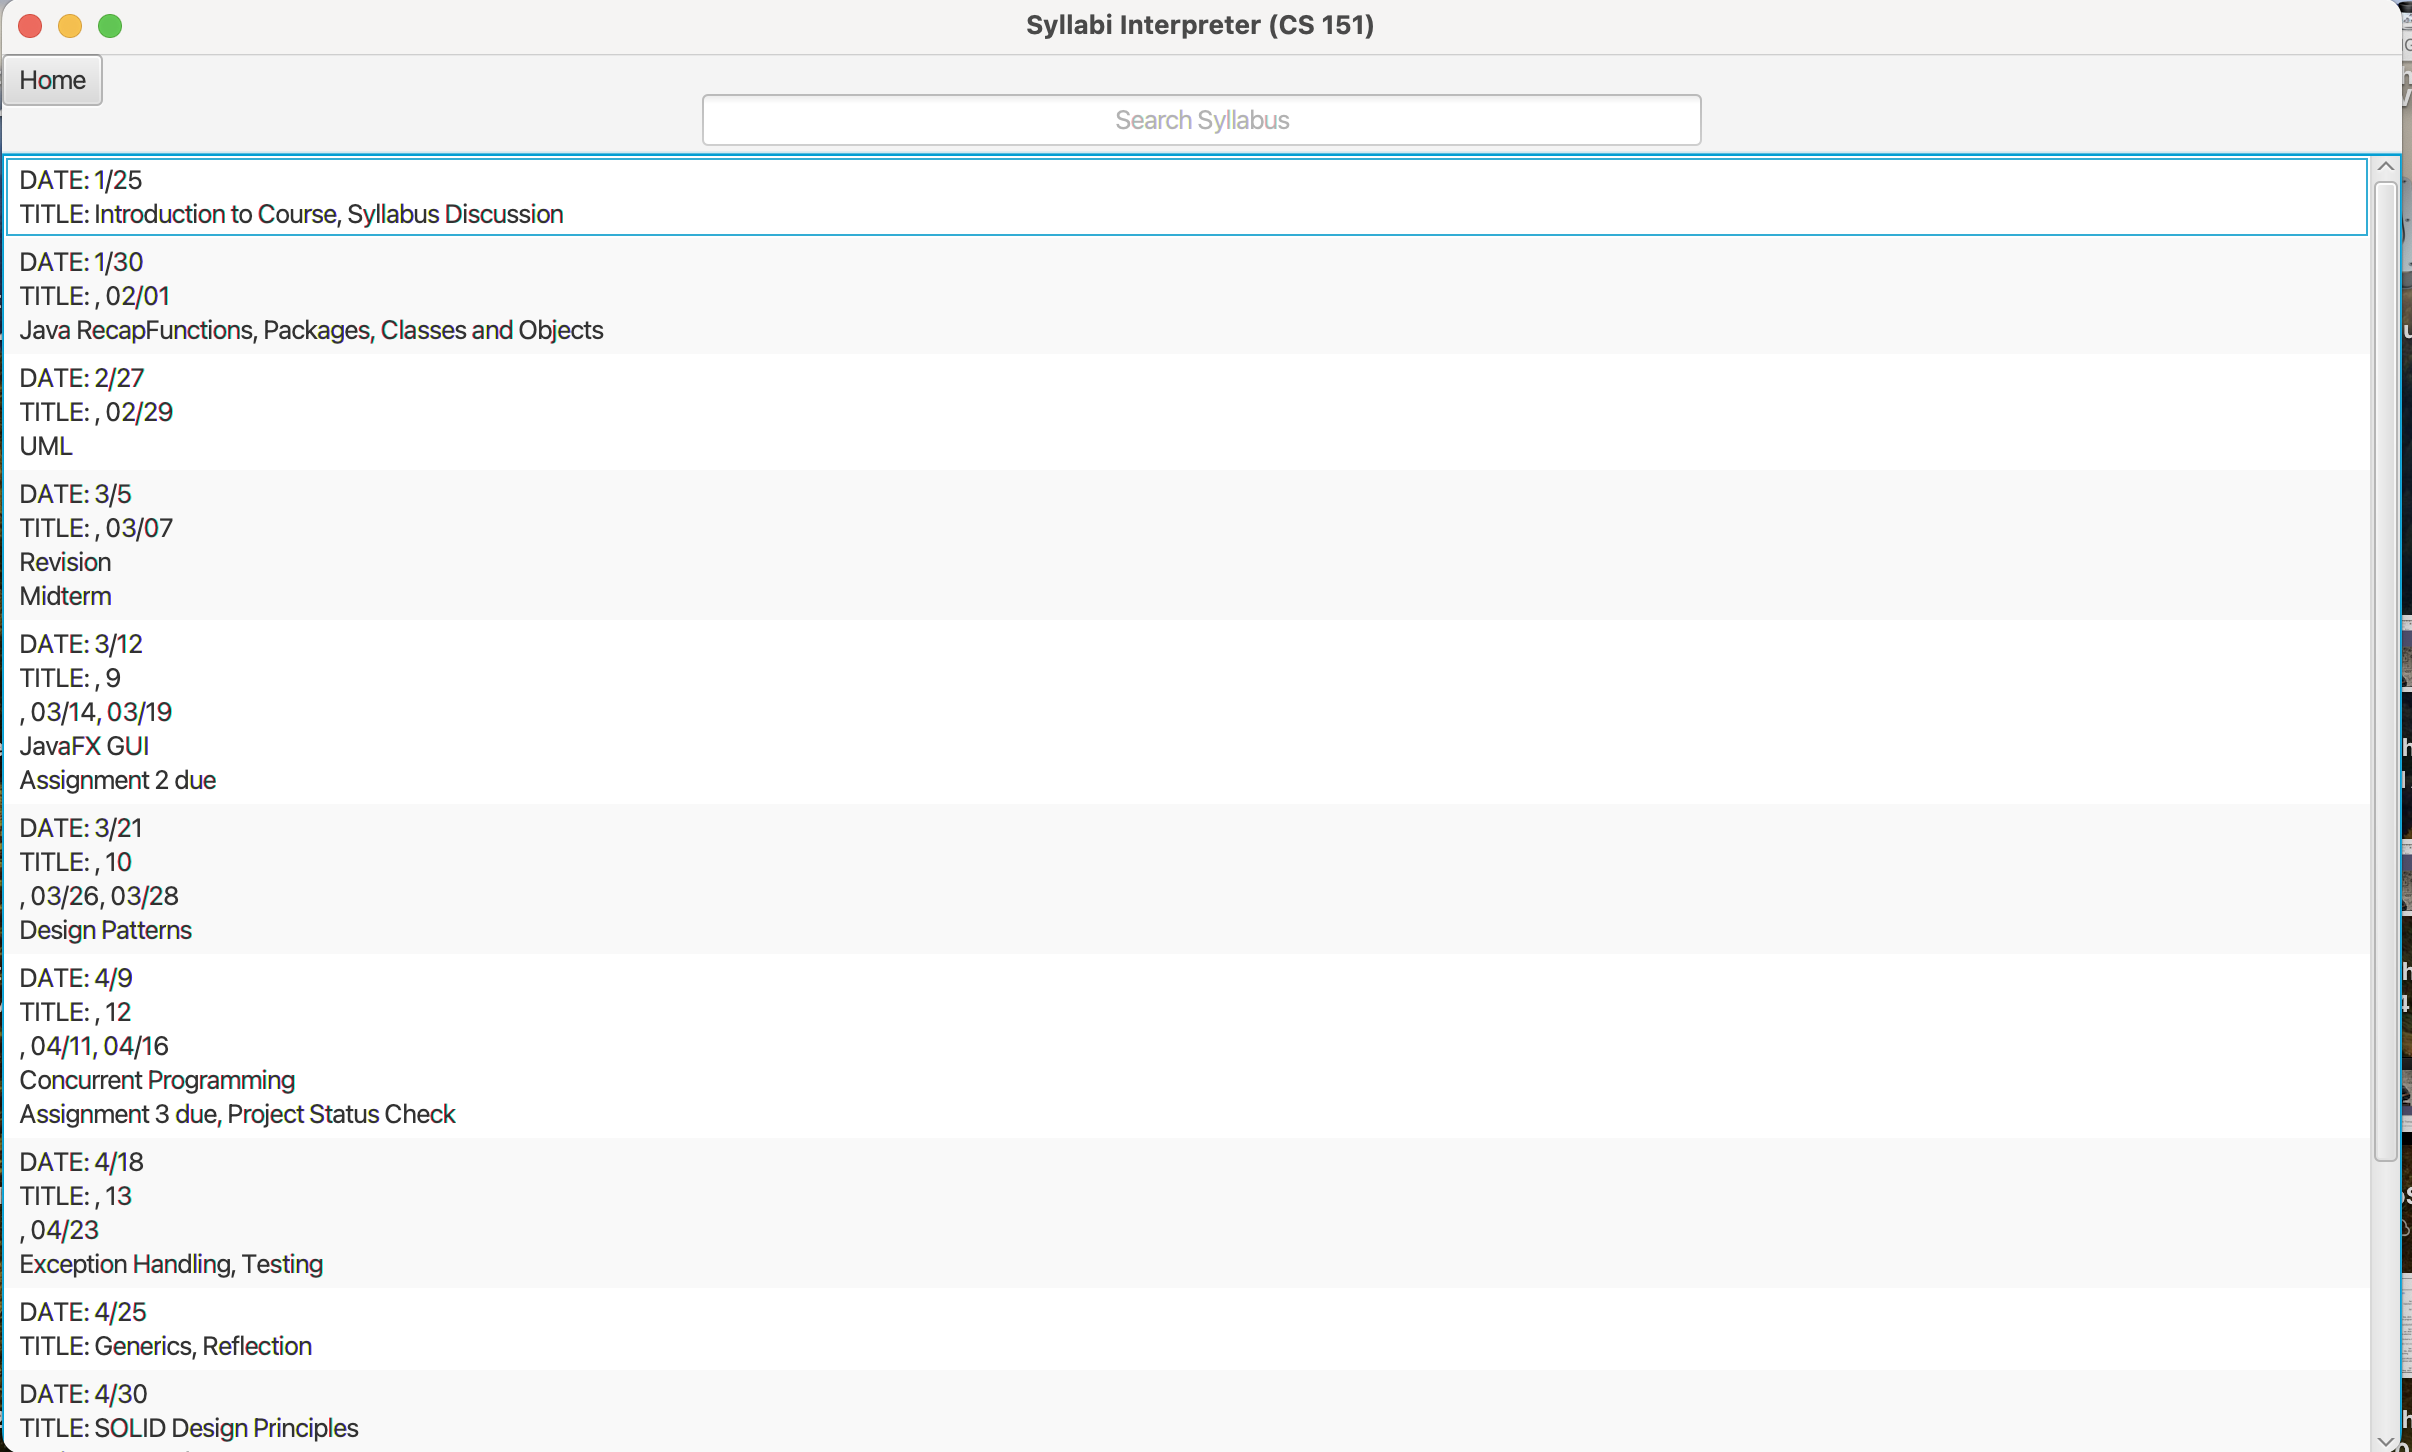 Syllabi Interpreter (CS 151)
Home
Search Syllabus
DATE: 1/25
TITLE: Introduction to Course, Syllabus Discussion
DATE: 1/30
TITLE: , 02/01
Java RecapFunctions, Packages, Classes and Objects
DATE: 2/27
TITLE: , 02/29
UML
DATE: 3/5
TITLE: , 03/07
Revision
Midterm
DATE: 3/12
TITLE: , 9
, 03/14, 03/19
JavaFX GUI
Assignment 2 due
DATE: 3/21
TITLE: , 10
, 03/26, 03/28
Design Patterns
DATE: 4/9
TITLE: , 12
, 04/11, 04/16
Concurrent Programming
Assignment 3 due, Project Status Check
DATE: 4/18
TITLE: , 13
, 04/23
Exception Handling, Testing
DATE: 4/25
TITLE: Generics, Reflection
DATE: 4/30
TITLE: SOLID Design Principles